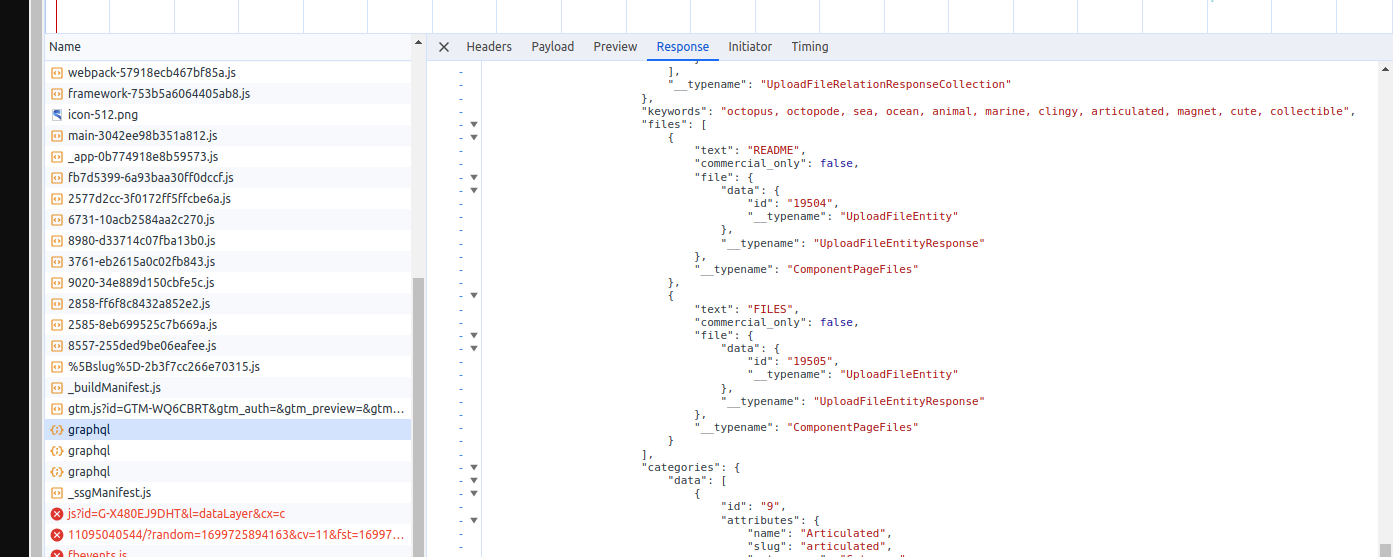 Name
webpack-57918ecb467bf85a.js
framework-753b5a6064405ab8.js
icon-512.png
main-3042ee98b351a812.js
_app-0b774918e8b59573.js
fb7d5399-6a93baa30ff0dccf.js
2577d2cc-3f0172ff5ffcbe6a.js
6731-10acb2584aa2c270.js
8980-d33714c07fba13b0.js
3761-eb2615a0c02fb843.js
9020-34e889d150cbfe5c.js
2858-ff6f8c8432a852e2.js
2585-8eb699525c7b669a.js
8557-255ded9be06eafee.js
%5Bslug%5D-2b3f7cc266e70315.js
_buildManifest.js
gtm.js?id=GTM-WQ6CBRT&gtm_auth=&gtm_preview=&gtm...
graphql
graphql
graphql
_ssgManifest.js
js?id=G-X480EJ9DHT&l=dataLayer&cx=c
11095040544/?random=1699725894163&cv=11&fst=16997...
fbevents.js
Headers Payload Preview Response Initiator Timing
],
"__typename": "UploadFileRelationResponseCollection"
},
"keywords": "octopus, octopode, sea, ocean, animal, marine, clingy, articulated, magnet, cute, collectible",
"files": [
{
"text": "README",
"commercial_only": false,
"file": {
"data": {
"id": "19504",
"__typename": "UploadFileEntity"
},
"__typename": "UploadFileEntityResponse"
},
"__typename": "ComponentPageFiles"
},
{
"text": "FILES",
"commercial_only": false,
"file": {
"data": {
"id": "19505",
"__typename": "UploadFileEntity"
},
"__typename": "UploadFileEntityResponse"
},
"__typename": "ComponentPageFiles"
}
],
"categories": {
"data": [
{
"id": "9",
"attributes": {
"name": "Articulated",
"slug": "articulated",